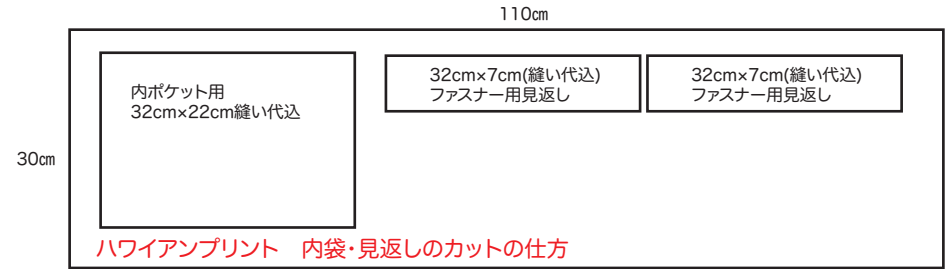 110㎝
内ポケット用
32cm×22cm縫い代込
32cm×7cm(縫い代込)
ファスナー用見返し
32cm×7cm(縫い代込)
ファスナー用見返し
30㎝
ハワイアンプリント　内袋・見返しのカットの仕方